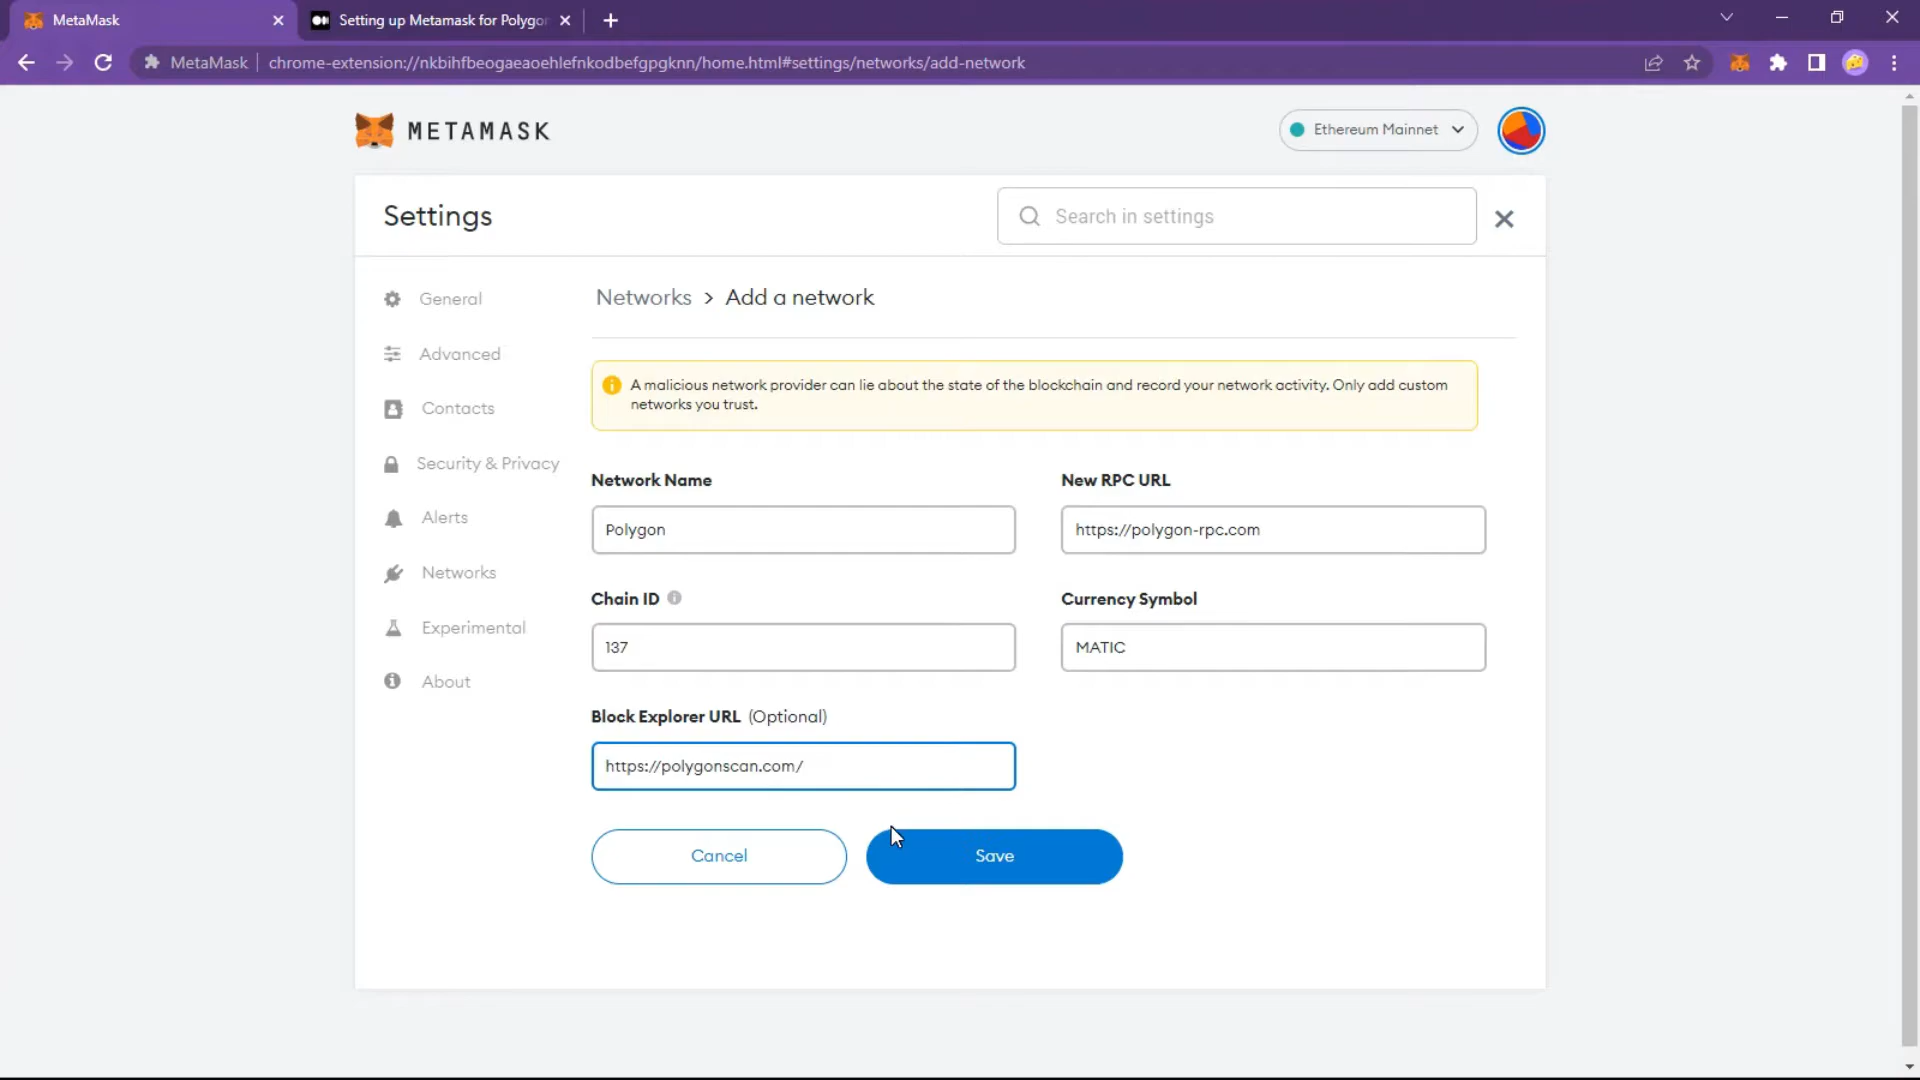 MetaMask
Setting up Metamask for Polygon
MetaMask
chrome-extension://nkbihfbeogaeaoehlefnkodbefgpgknn/home.html#settings/networks/add-network
METAMASK
Ethereum Mainnet
Settings
Search in settings
General
Advanced
Contacts
Security & Privacy
Alerts
Networks
Experimental
About
Networks > Add a network
A malicious network provider can lie about the state of the blockchain and record your network activity. Only add custom
networks you trust.
Network Name
New RPC URL
Polygon
https://polygon-rpc.com
Chain ID
Currency Symbol
137
MATIC
Block Explorer URL (Optional)
https://polygonscan.com/
Cancel
Save